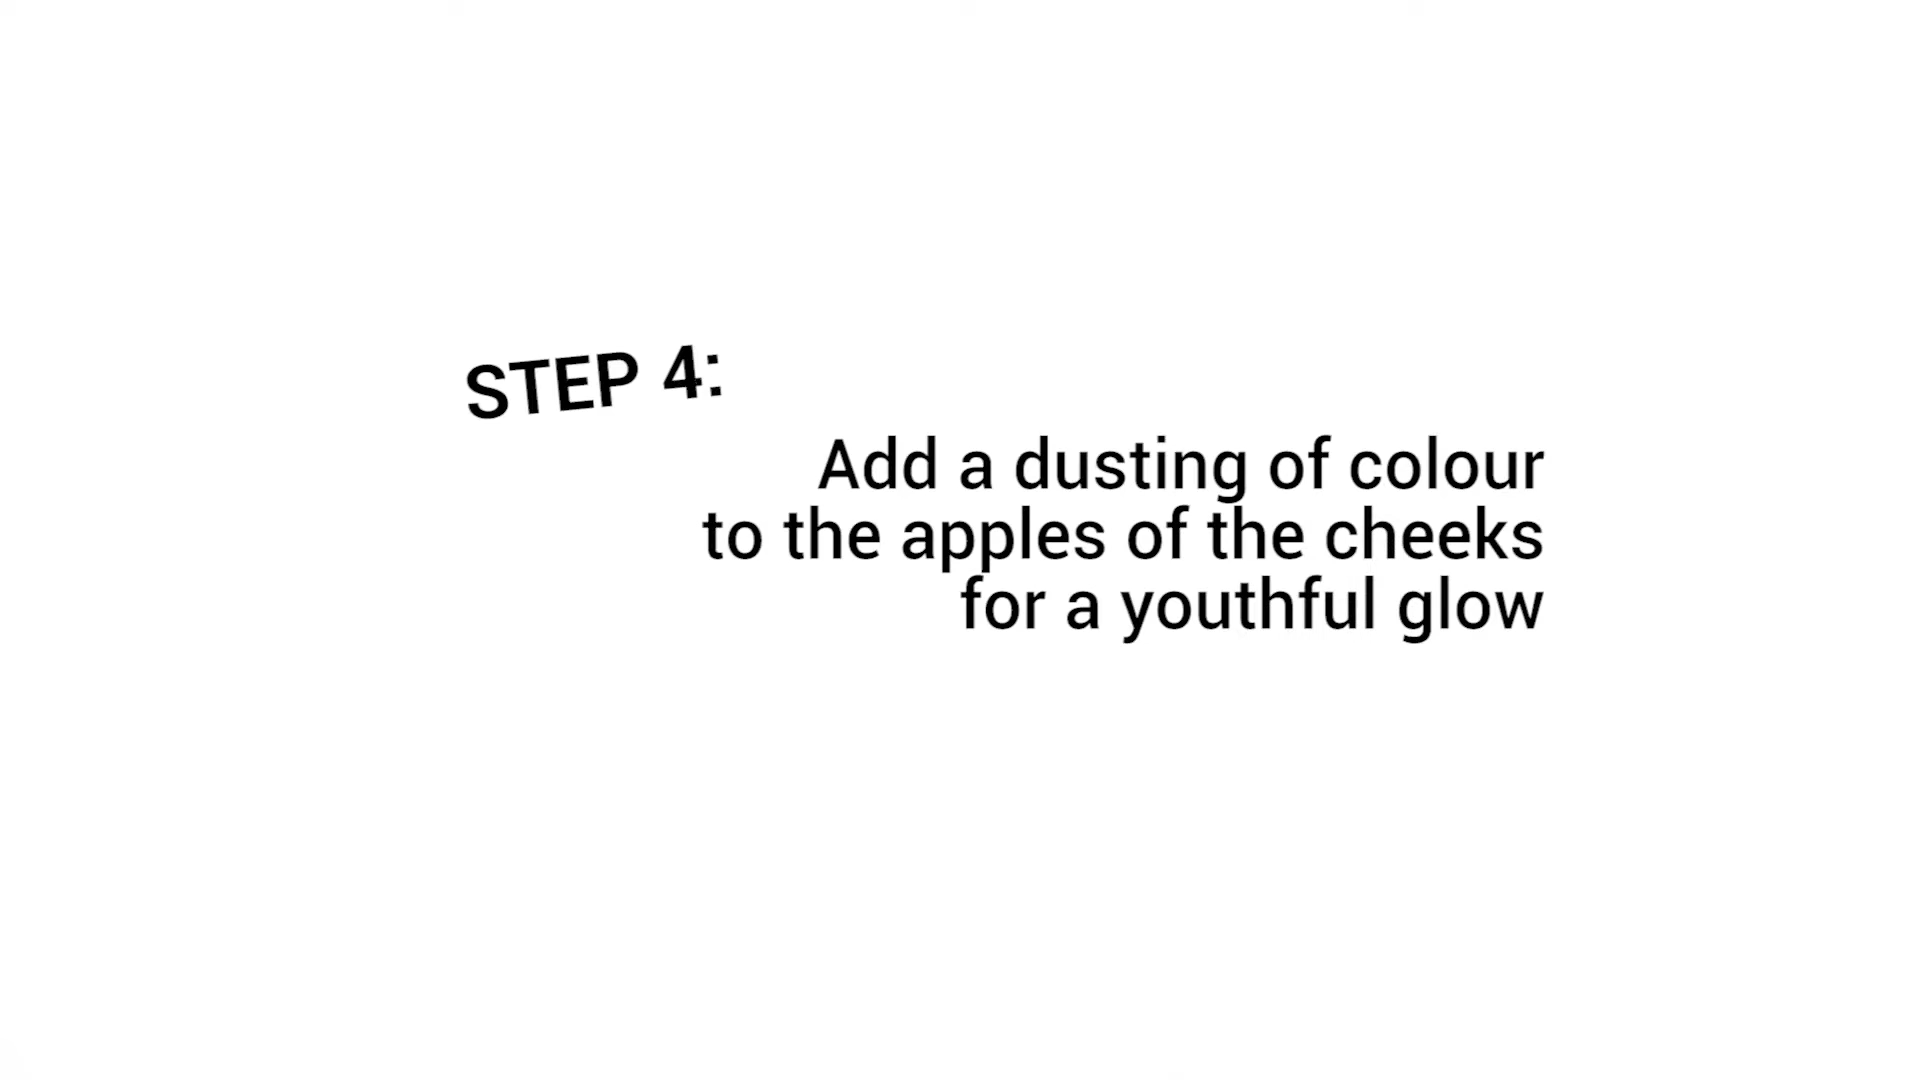 STEP 4:
Add a dusting of colour
to the apples of the cheeks
for a youthful glow